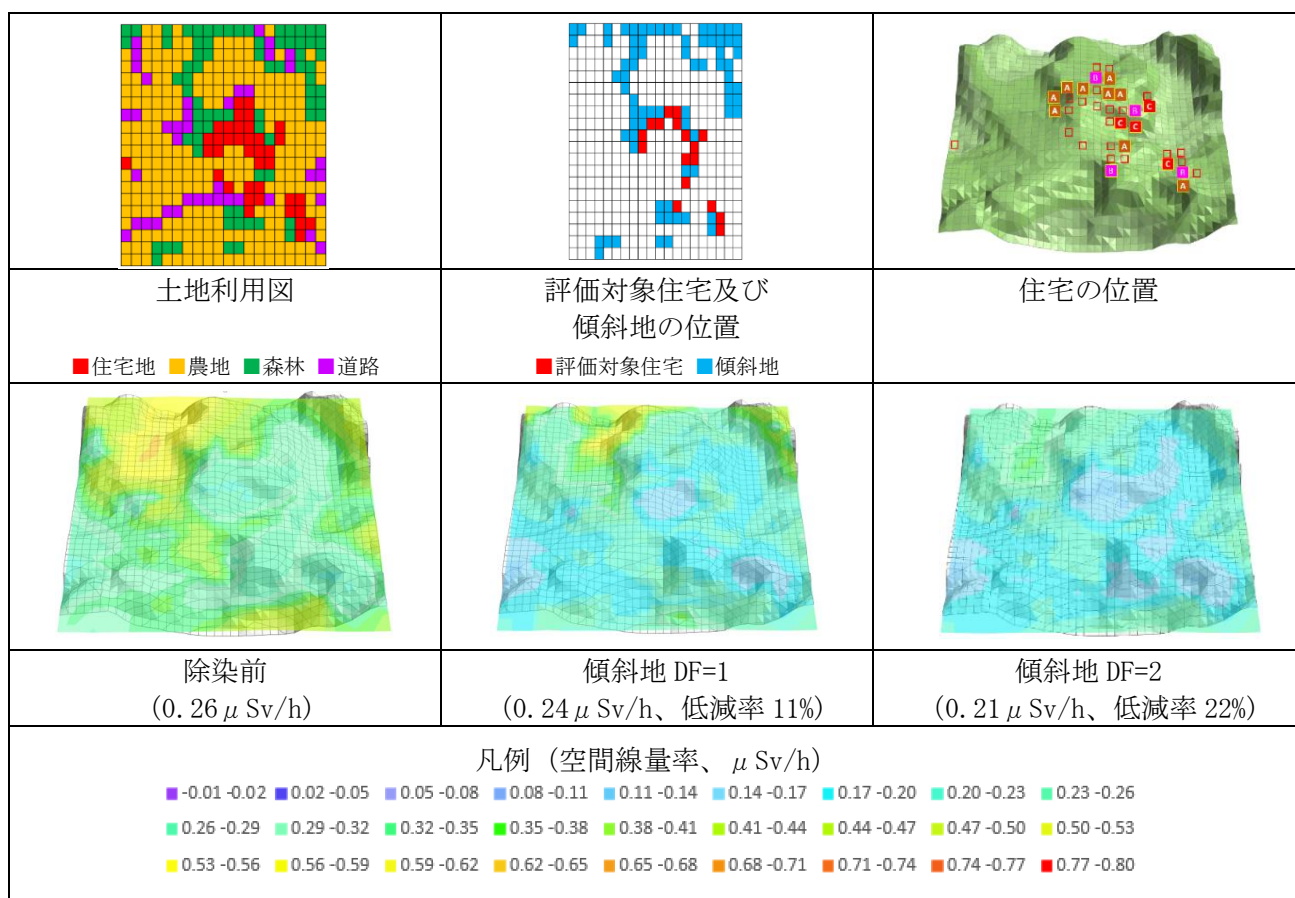 B
A
A
A
A
A
A
C
A
B
C
C
A
C
B
B
A
土地利用図
■住宅地 ■農地 ■森林 ■道路
評価対象住宅及び
傾斜地の位置
■評価対象住宅 ■傾斜地
住宅の位置
除染前
(0.26μSv/h)
傾斜地 DF=1
(0.24μSv/h、低減率 11%)
傾斜地 DF=2
(0.21μSv/h、低減率 22%)
凡例 (空間線量率、μSv/h)
■ -0.01 -0.02 ■ 0.02 -0.05 ■ 0.05 -0.08 ■ 0.08 -0.11 ■ 0.11 -0.14 ■ 0.14 -0.17 ■ 0.17 -0.20 ■ 0.20 -0.23 ■ 0.23 -0.26
■ 0.26 -0.29 ■ 0.29 -0.32 ■ 0.32 -0.35 ■ 0.35 -0.38 ■ 0.38 -0.41 ■ 0.41 -0.44 ■ 0.44 -0.47 ■ 0.47 -0.50 ■ 0.50 -0.53
■ 0.53 -0.56 ■ 0.56 -0.59 ■ 0.59 -0.62 ■ 0.62 -0.65 ■ 0.65 -0.68 ■ 0.68 -0.71 ■ 0.71 -0.74 ■ 0.74 -0.77 ■ 0.77 -0.80